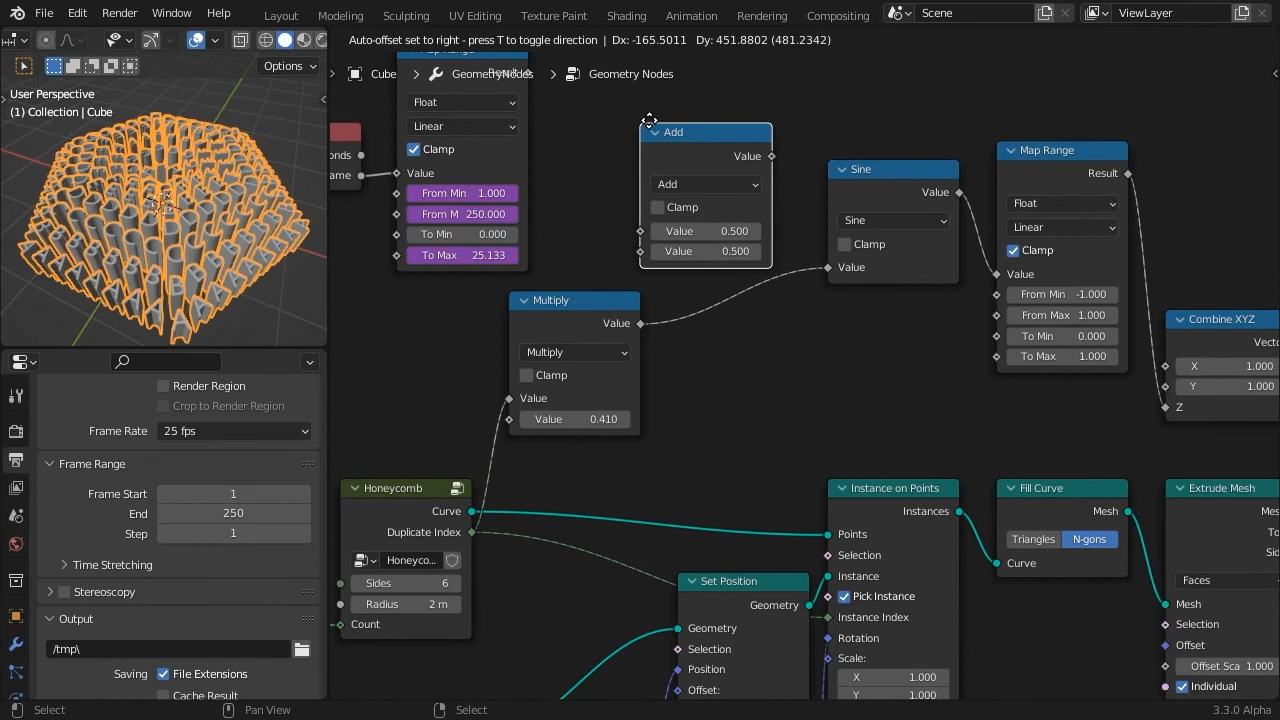 File Edit Render Window Help Layout Modeling Sculpting UV Editing Texture Paint Shading Animation Rendering Compositing Scene ViewLayer
Auto-offset set to right - press T to toggle direction | Dx: -165.5011 Dy: 451.8802 (481.2342)
Options
Cube GeometryNodes Geometry Nodes
User Perspective
(1) Collection | Cube
Map Range
Result
Float
Linear
Clamp
Value
From Min 1.000
From M 250.000
To Min 0.000
To Max 25.133
Add
Value
Add
Clamp
Value 0.500
Value 0.500
Sine
Value
Sine
Clamp
Value
Map Range
Result
Float
Linear
Clamp
Value
From Min -1.000
From Max 1.000
To Min 0.000
To Max 1.000
Multiply
Value
Multiply
Clamp
Value
Value 0.410
Combine XYZ
X 1.000
Y 1.000
Z
Render Region
Crop to Render Region
Frame Rate 25 fps
Frame Range
Frame Start 1
End 250
Step 1
Time Stretching
Stereoscopy
Output
/tmp\
Saving File Extensions
Cache Result
Honeycomb
Curve
Duplicate Index
Honeyco...
Sides 6
Radius 2 m
Count
Set Position
Geometry
Geometry
Selection
Position
Offset:
Instance on Points
Instances
Points
Selection
Instance
Pick Instance
Instance Index
Rotation
Scale:
X 1.000
Y 1.000
Fill Curve
Mesh
Triangles N-gons
Curve
Extrude Mesh
Faces
Mesh
Selection
Offset
Offset Sca 1.000
Individual
Select Pan View Select 3.3.0 Alpha